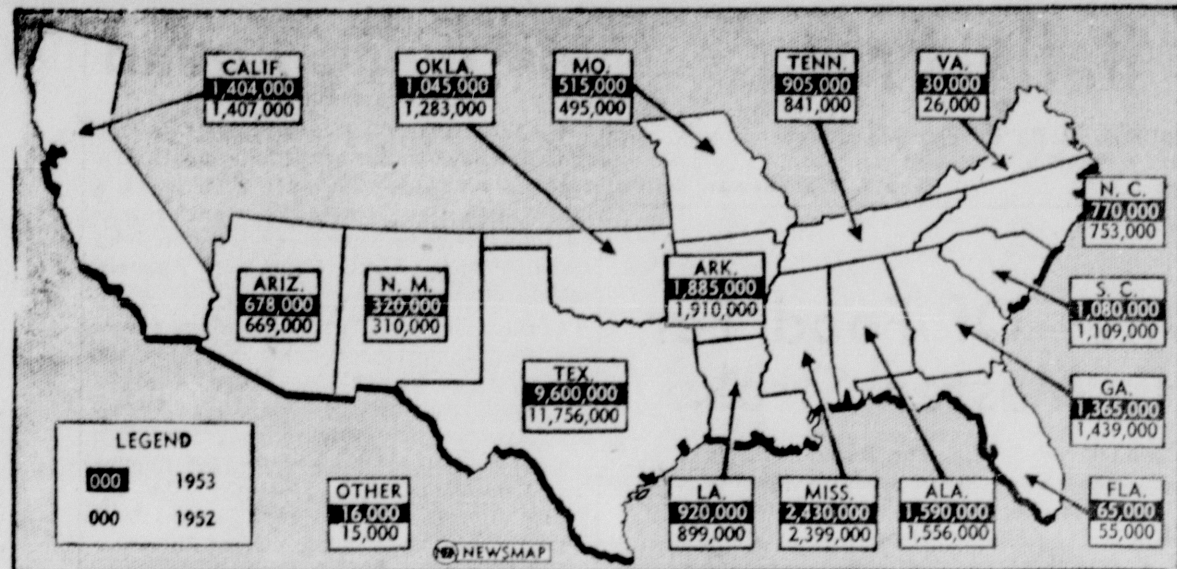 CALIF.
1,404,000
1,407,000
OKLA.
1,045,000
1,283,000
MO.
515,000
495,000
TENN.
905,000
841,000
VA.
30,000
26,000
N. C.
770,000
753,000
ARIZ.
678,000
669,000
N. M.
320,000
310,000
ARK.
1,885,000
1,910,000
S. C.
1,080,000
1,109,000
TEX.
9,600,000
11,756,000
GA.
1,365,000
1,439,000
LEGEND
000 1953
000 1952
OTHER
16,000
15,000
LA.
920,000
899,000
MISS.
2,430,000
2,399,000
ALA.
1,590,000
1,556,000
FLA.
65,000
55,000
NEA NEWSMAP